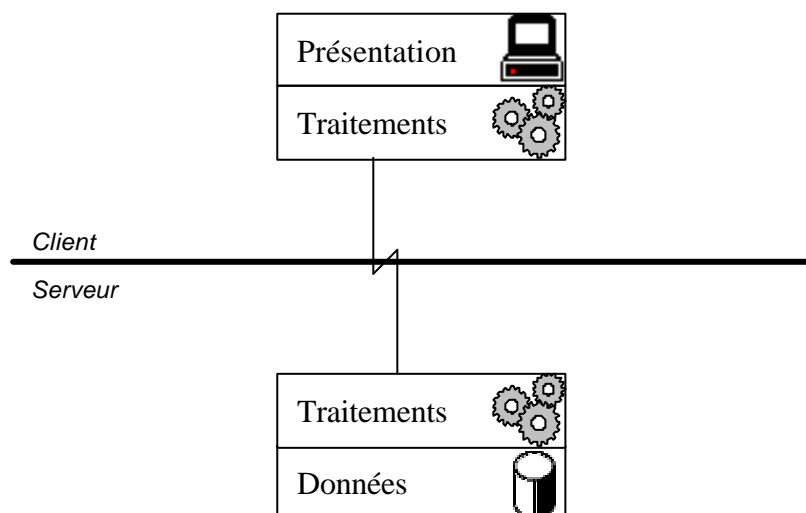 Présentation
Traitements
Client
Serveur
Traitements
Données